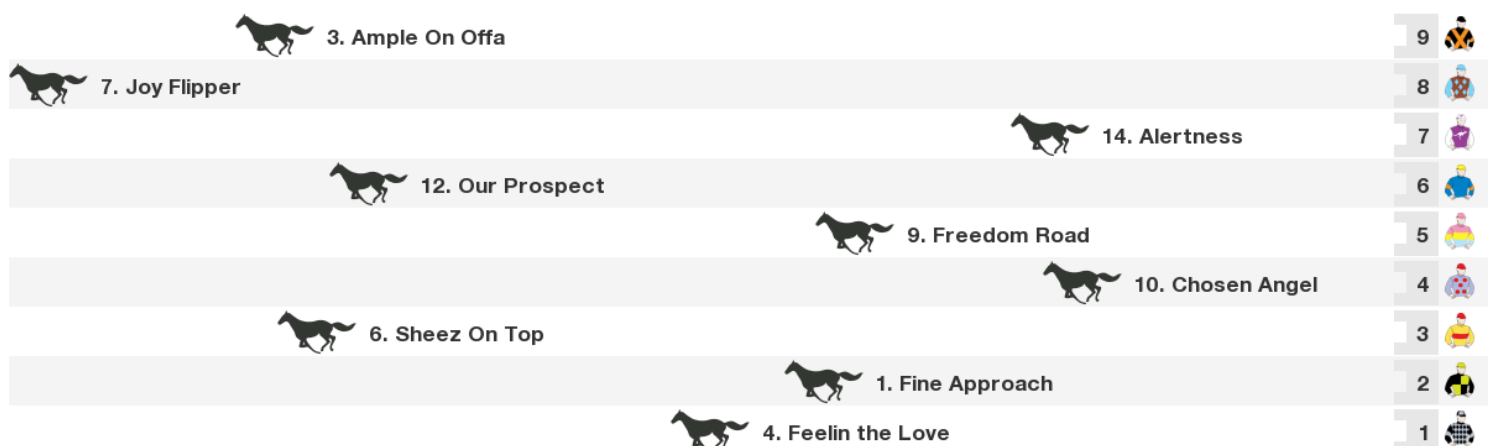 3. Ample On Offa 9
7. Joy Flipper 8
14. Alertness 7
12. Our Prospect 6
9. Freedom Road 5
10. Chosen Angel 4
6. Sheez On Top 3
1. Fine Approach 2
4. Feelin the Love 1